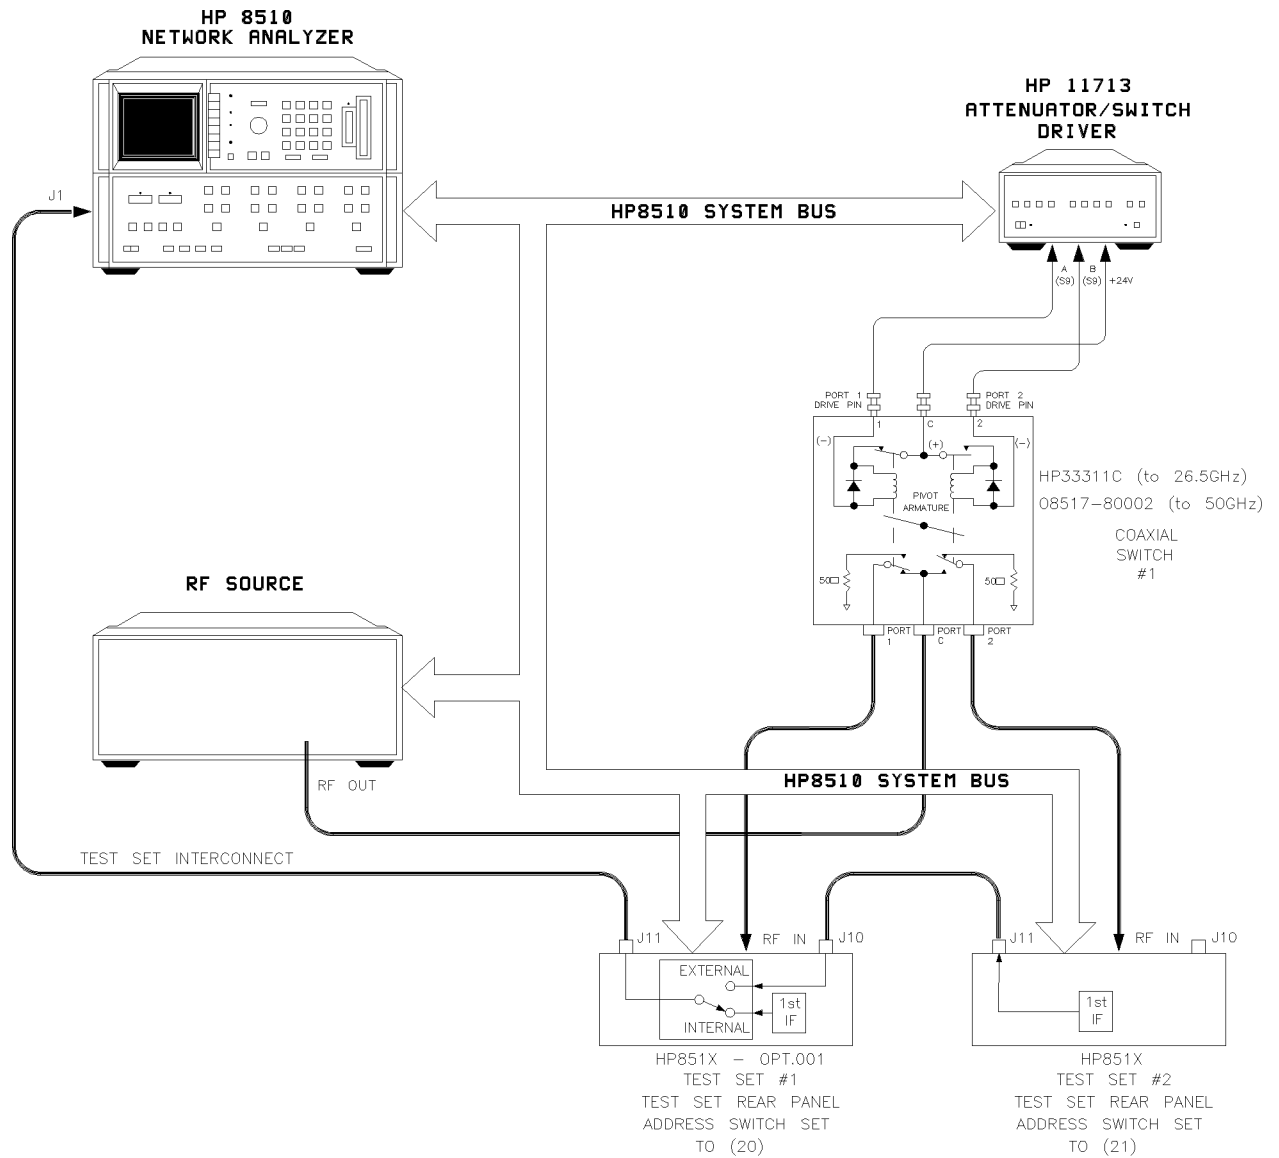 HP 8510
NETWORK ANALYZER
HP 11713
ATTENUATOR/SWITCH
DRIVER
J1
HP8510 SYSTEM BUS
A
(S9)
B
(S9)
+24V
PORT 1
DRIVE PIN
PORT 2
DRIVE PIN
1
C
2
(-)
(+)
(-)
PIVOT
ARMATURE
HP33311C (to 26.5GHz)
08517-80002 (to 50GHz)
COAXIAL
SWITCH
#1
50□
50□
PORT
1
PORT
C
PORT
2
RF SOURCE
RF OUT
HP8510 SYSTEM BUS
TEST SET INTERCONNECT
J11
RF IN
J10
J11
RF IN
J10
EXTERNAL
INTERNAL
1st
IF
1st
IF
HP851X - OPT.001
TEST SET #1
TEST SET REAR PANEL
ADDRESS SWITCH SET
TO (20)
HP851X
TEST SET #2
TEST SET REAR PANEL
ADDRESS SWITCH SET
TO (21)